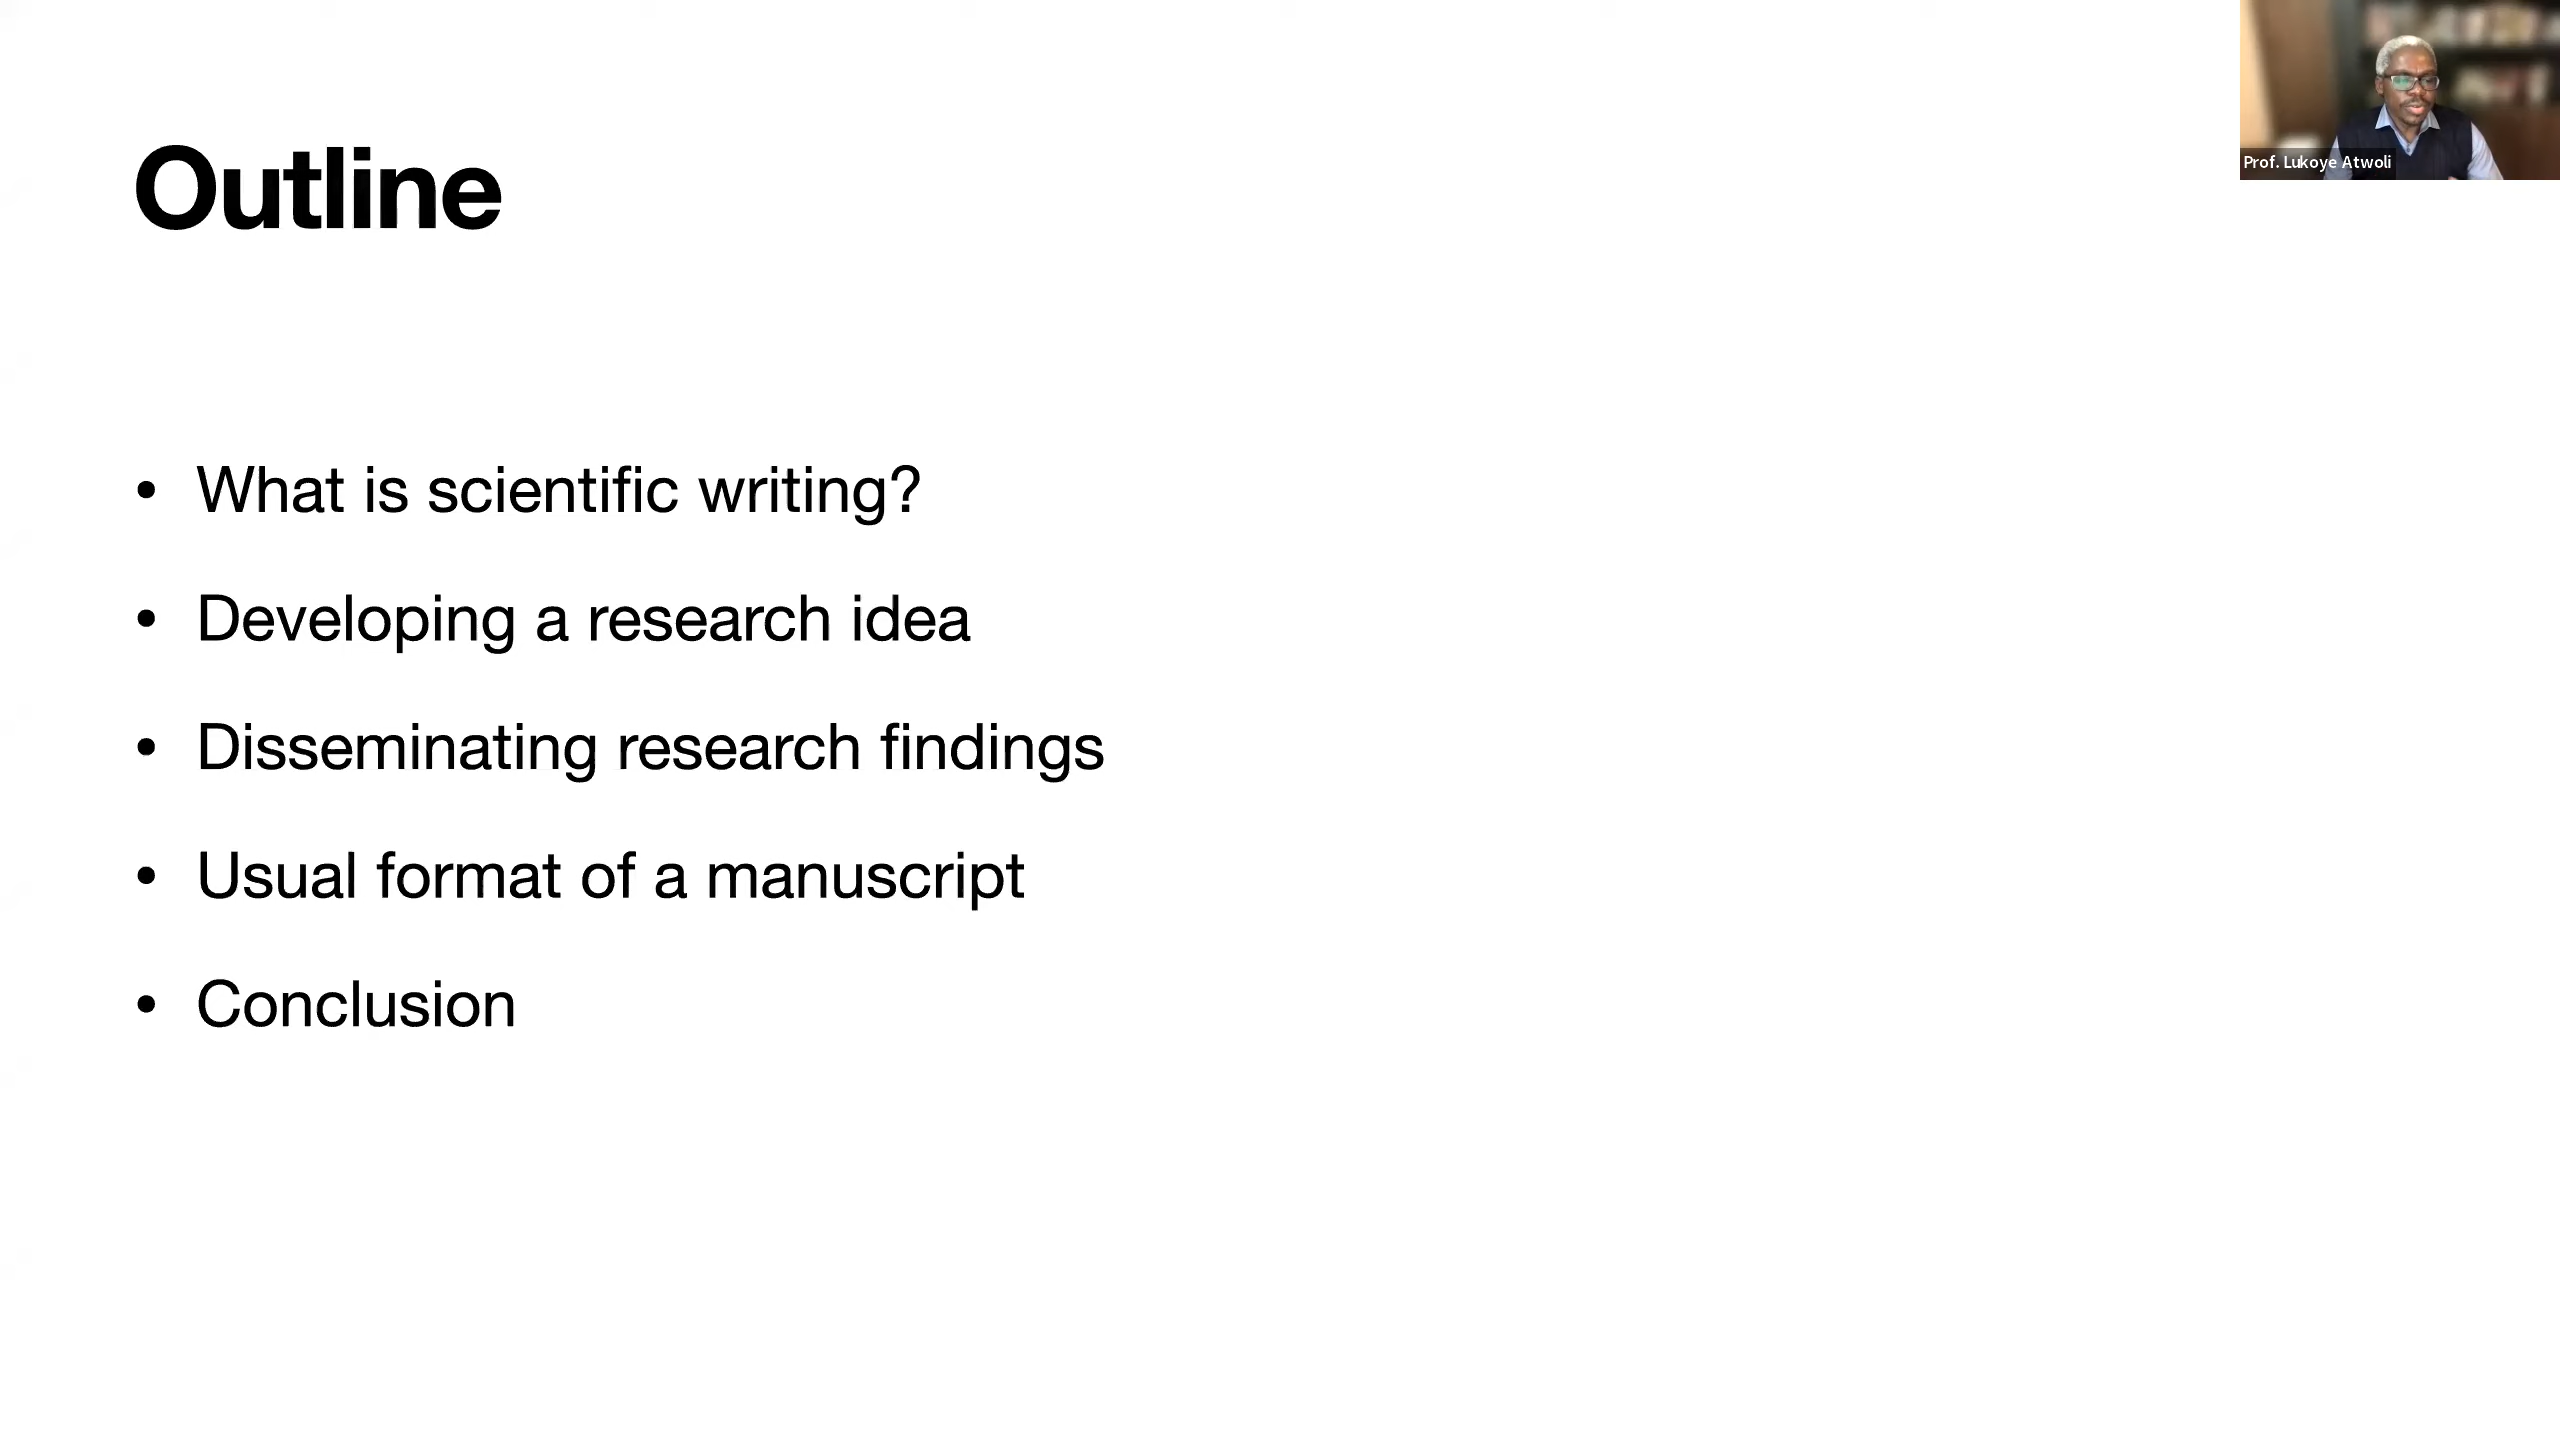 Outline
• What is scientific writing?
• Developing a research idea
• Disseminating research findings
• Usual format of a manuscript
• Conclusion
Prof. Lukoye Atwoli